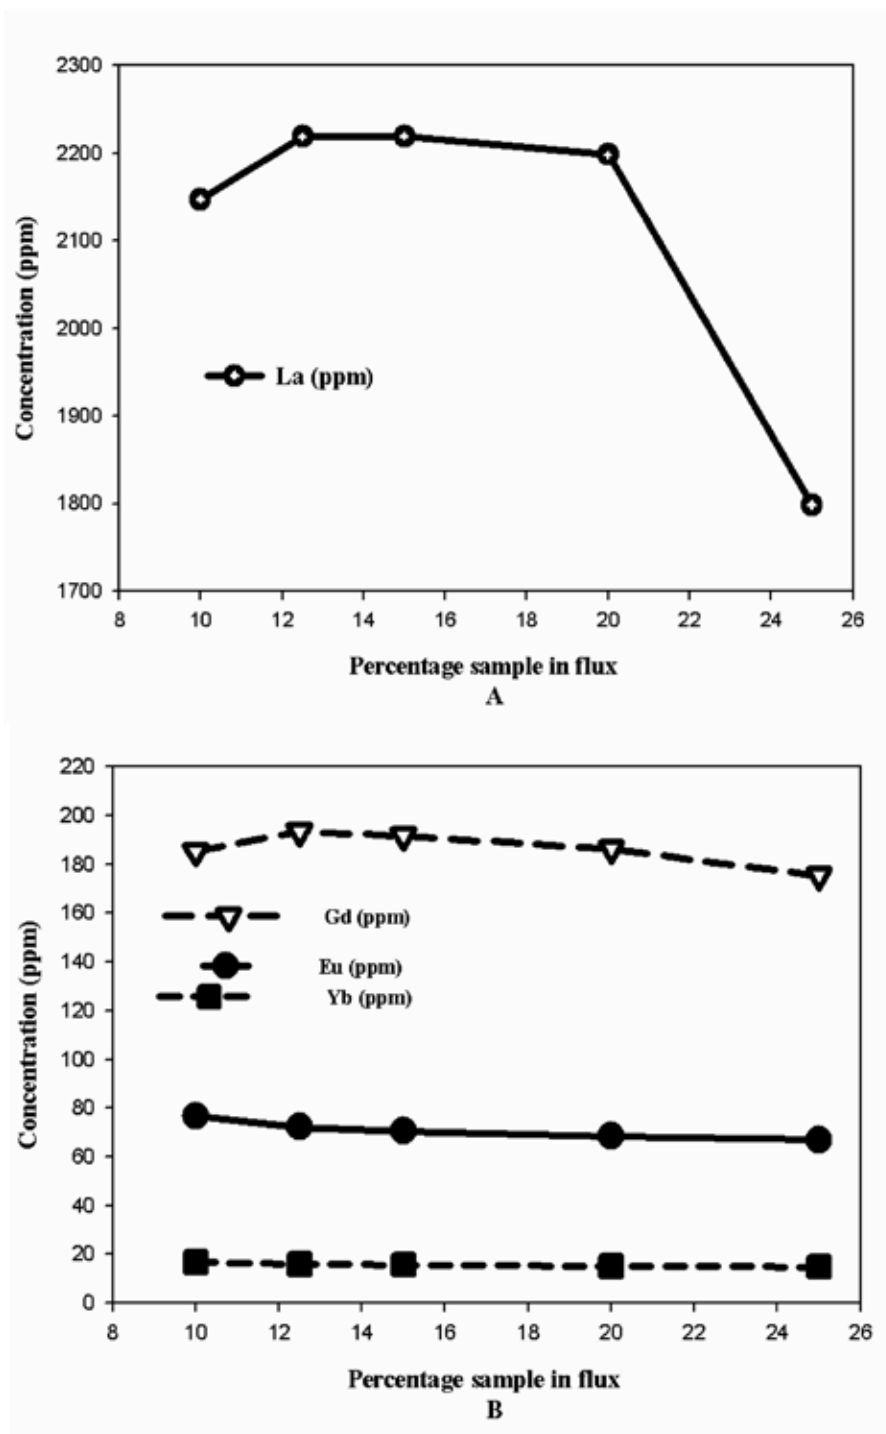 2300
2200
2100
2000
1900
1800
1700
Concentration (ppm)
La (ppm)
8 10 12 14 16 18 20 22 24 26
Percentage sample in flux
A
220
200
180
160
140
120
100
80
60
40
20
0
Concentration (ppm)
Gd (ppm)
Eu (ppm)
Yb (ppm)
8 10 12 14 16 18 20 22 24 26
Percentage sample in flux
B